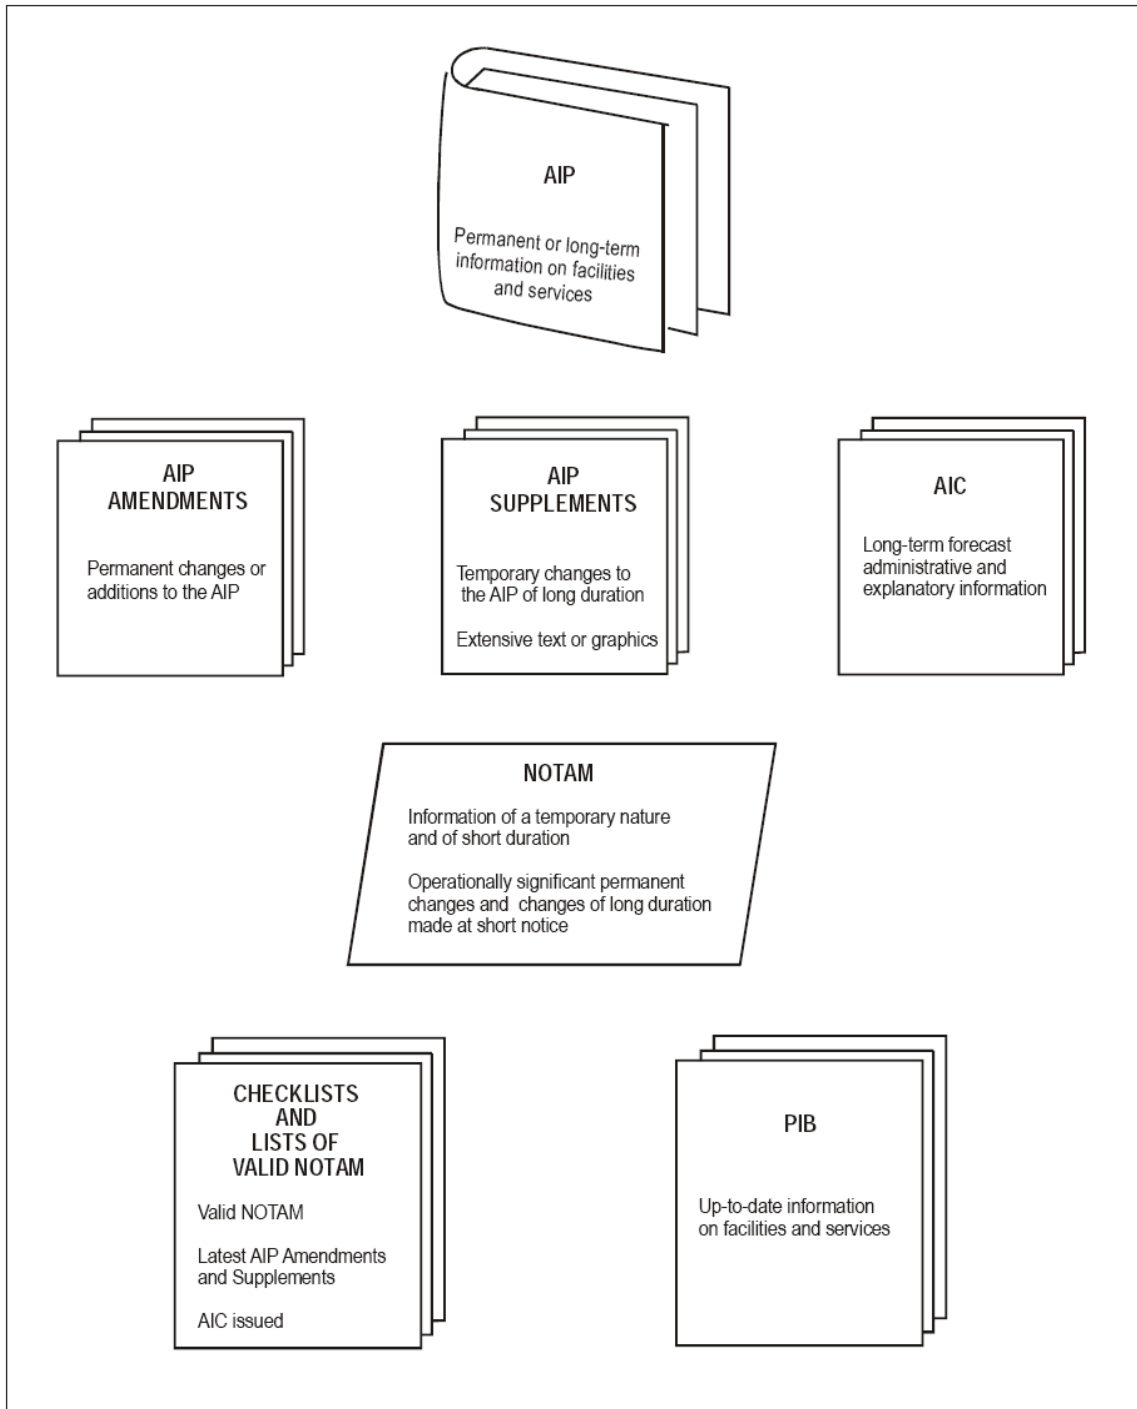 AIP
Permanent or long-term
information on facilities
and services
AIP
AMENDMENTS
Permanent changes or
additions to the AIP
AIP
SUPPLEMENTS
Temporary changes to
the AIP of long duration
Extensive text or graphics
AIC
Long-term forecast
administrative and
explanatory information
NOTAM
Information of a temporary nature
and of short duration
Operationally significant permanent
changes and changes of long duration
made at short notice
CHECKLISTS
AND
LISTS OF
VALID NOTAM
Valid NOTAM
Latest AIP Amendments
and Supplements
AIC issued
PIB
Up-to-date information
on facilities and services